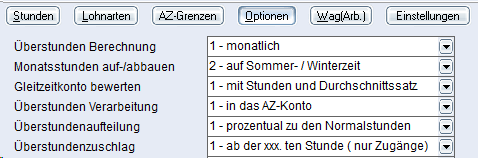 Stunden Lohnarten AZ-Grenzen Optionen Wag(Arb.) Einstellungen
Überstunden Berechnung 1 - monatlich
Monatsstunden auf-/abbauen 2 - auf Sommer- / Winterzeit
Gleitzeitkonto bewerten 1 - mit Stunden und Durchschnittssatz
Überstunden Verarbeitung 1 - in das AZ-Konto
Überstundenaufteilung 1 - prozentual zu den Normalstunden
Überstundenzuschlag 1 - ab der xxx. ten Stunde ( nur Zugänge)